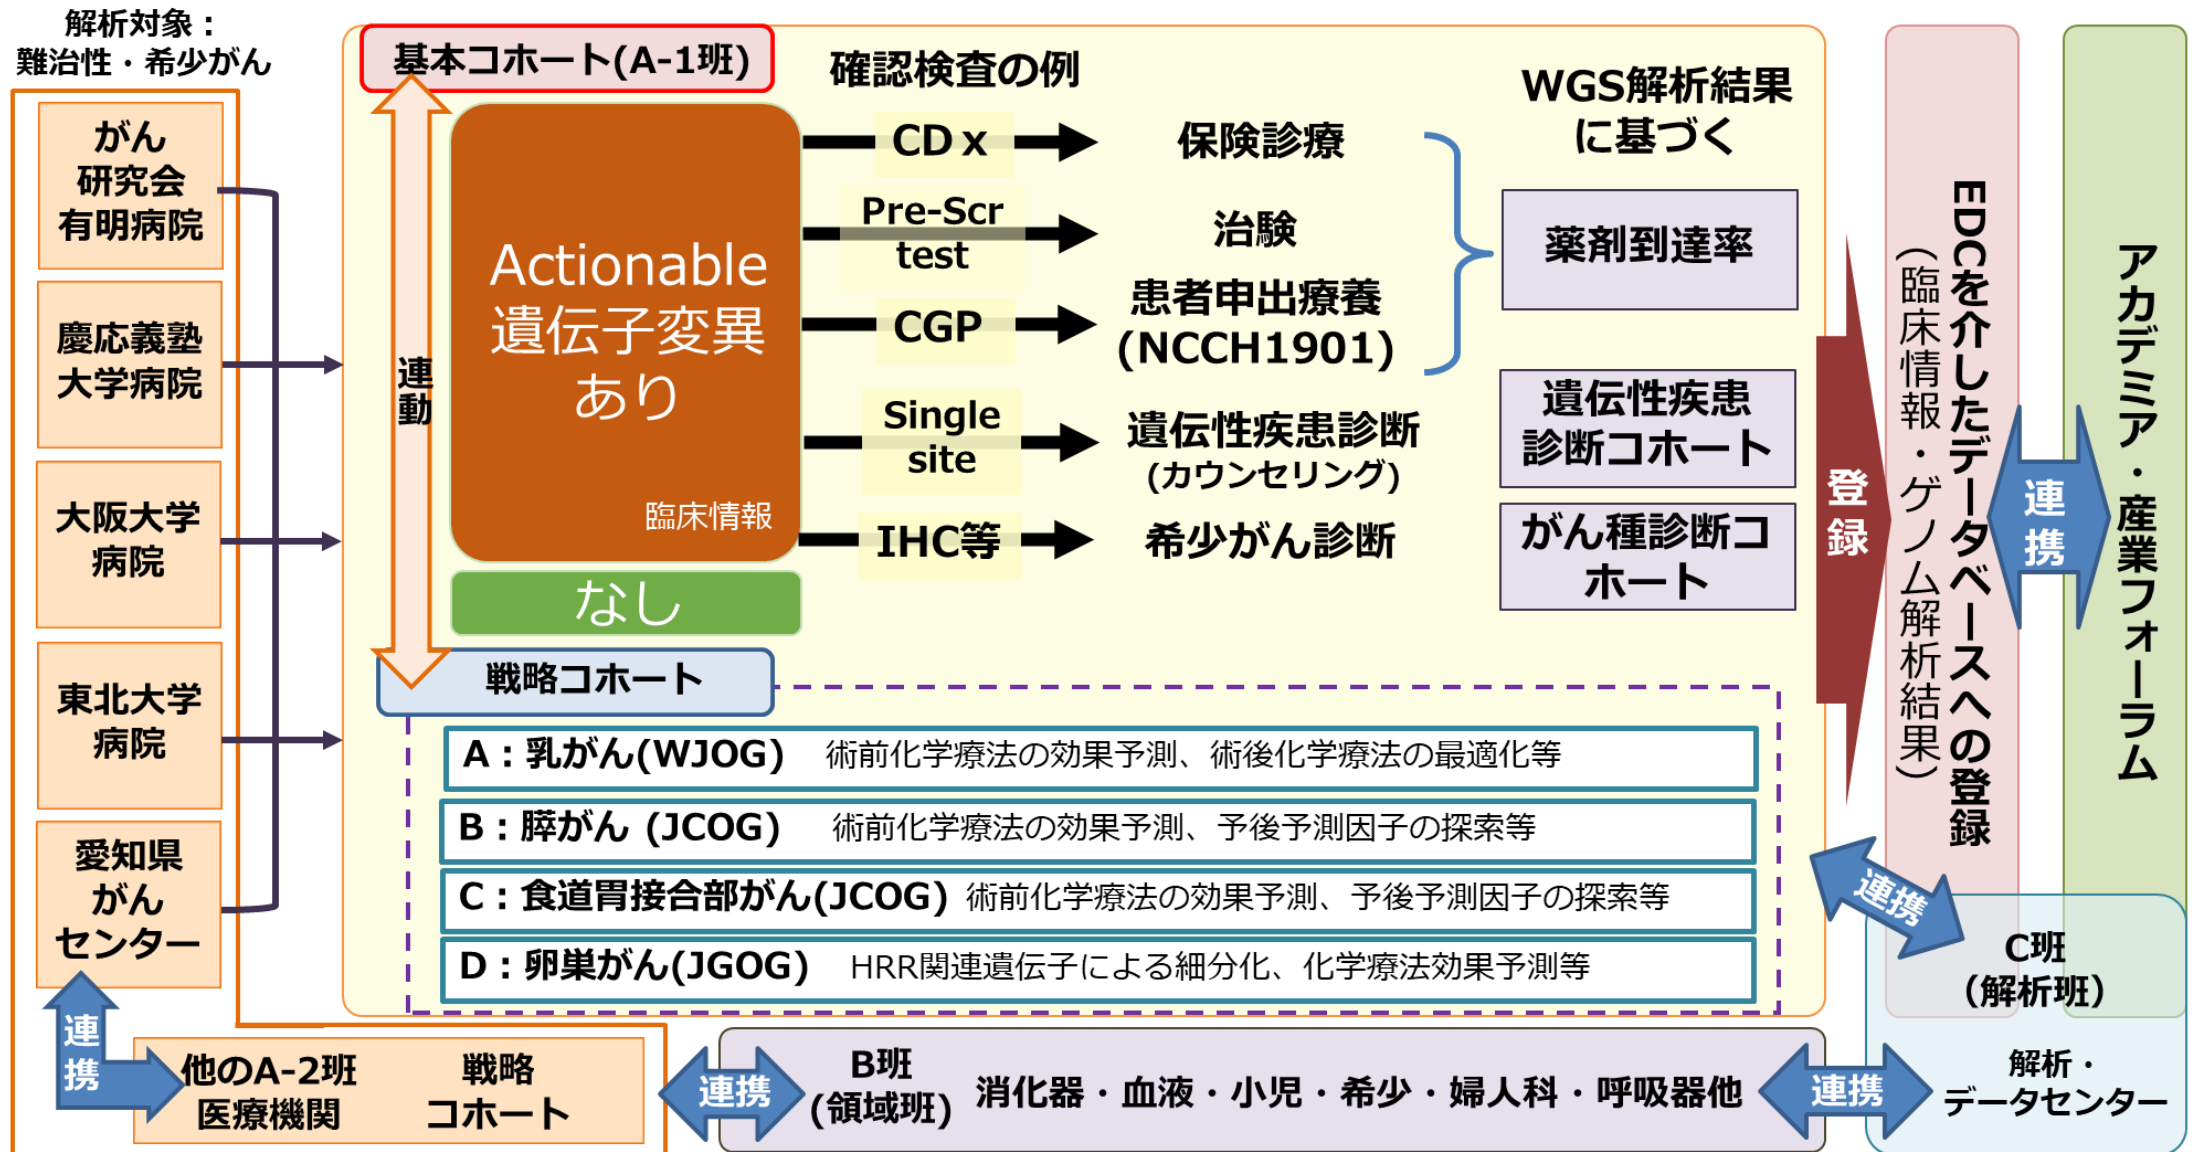 解析対象：
難治性・希少がん
がん
研究会
有明病院
慶応義塾
大学病院
大阪大学
病院
東北大学
病院
愛知県
がん
センター
連携
他のA-2班
医療機関
戦略
コホート
基本コホート(A-1班)
連動
Actionable
遺伝子変異
あり
臨床情報
なし
確認検査の例
CD x
保険診療
Pre-Scr
test
治験
CGP
患者申出療養
(NCCH1901)
Single
site
遺伝性疾患診断
(カウンセリング)
IHC等
希少がん診断
WGS解析結果
に基づく
薬剤到達率
遺伝性疾患
診断コホート
がん種診断コ
ホート
戦略コホート
A：乳がん(WJOG) 術前化学療法の効果予測、術後化学療法の最適化等
B：膵がん (JCOG) 術前化学療法の効果予測、予後予測因子の探索等
C：食道胃接合部がん(JCOG) 術前化学療法の効果予測、予後予測因子の探索等
D：卵巣がん(JGOG) HRR関連遺伝子による細分化、化学療法効果予測等
登録
EDCを介したデータベースへの登録
（臨床情報・ゲノム解析結果）
連携
アカデミア・産業フォーラム
連携
C班
（解析班）
解析・
データセンター
連携
B班
(領域班)
消化器・血液・小児・希少・婦人科・呼吸器他
連携